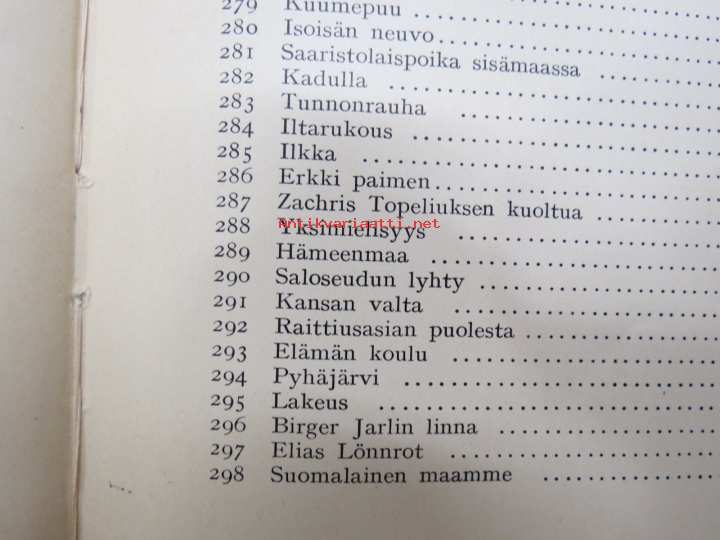 279 Kuumepuu ........................
280 Isoisän neuvo ........................
281 Saaristolaispoika sisämaassa ............
282 Kadulla ........................
283 Tunnonrauha ........................
284 Iltarukous ........................
285 Ilkka ........................
286 Erkki paimen ........................
287 Zachris Topeliuksen kuoltua ............
288 Yksimielisyys ........................
antikvariaatti.net
289 Hämeenmaa ........................
290 Saloseudun lyhty ........................
291 Kansan valta ........................
292 Raittiusasian puolesta ..................
293 Elämän koulu ........................
294 Pyhäjärvi ........................
295 Lakeus ........................
296 Birger Jarlin linna ..................
297 Elias Lönnrot ........................
298 Suomalainen maamme ..................